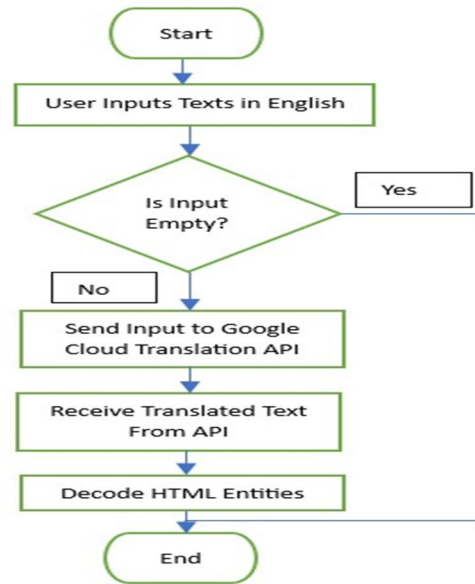 Start
User Inputs Texts in English
Is Input
Empty?
Yes
No
Send Input to Google
Cloud Translation API
Receive Translated Text
From API
Decode HTML Entities
End